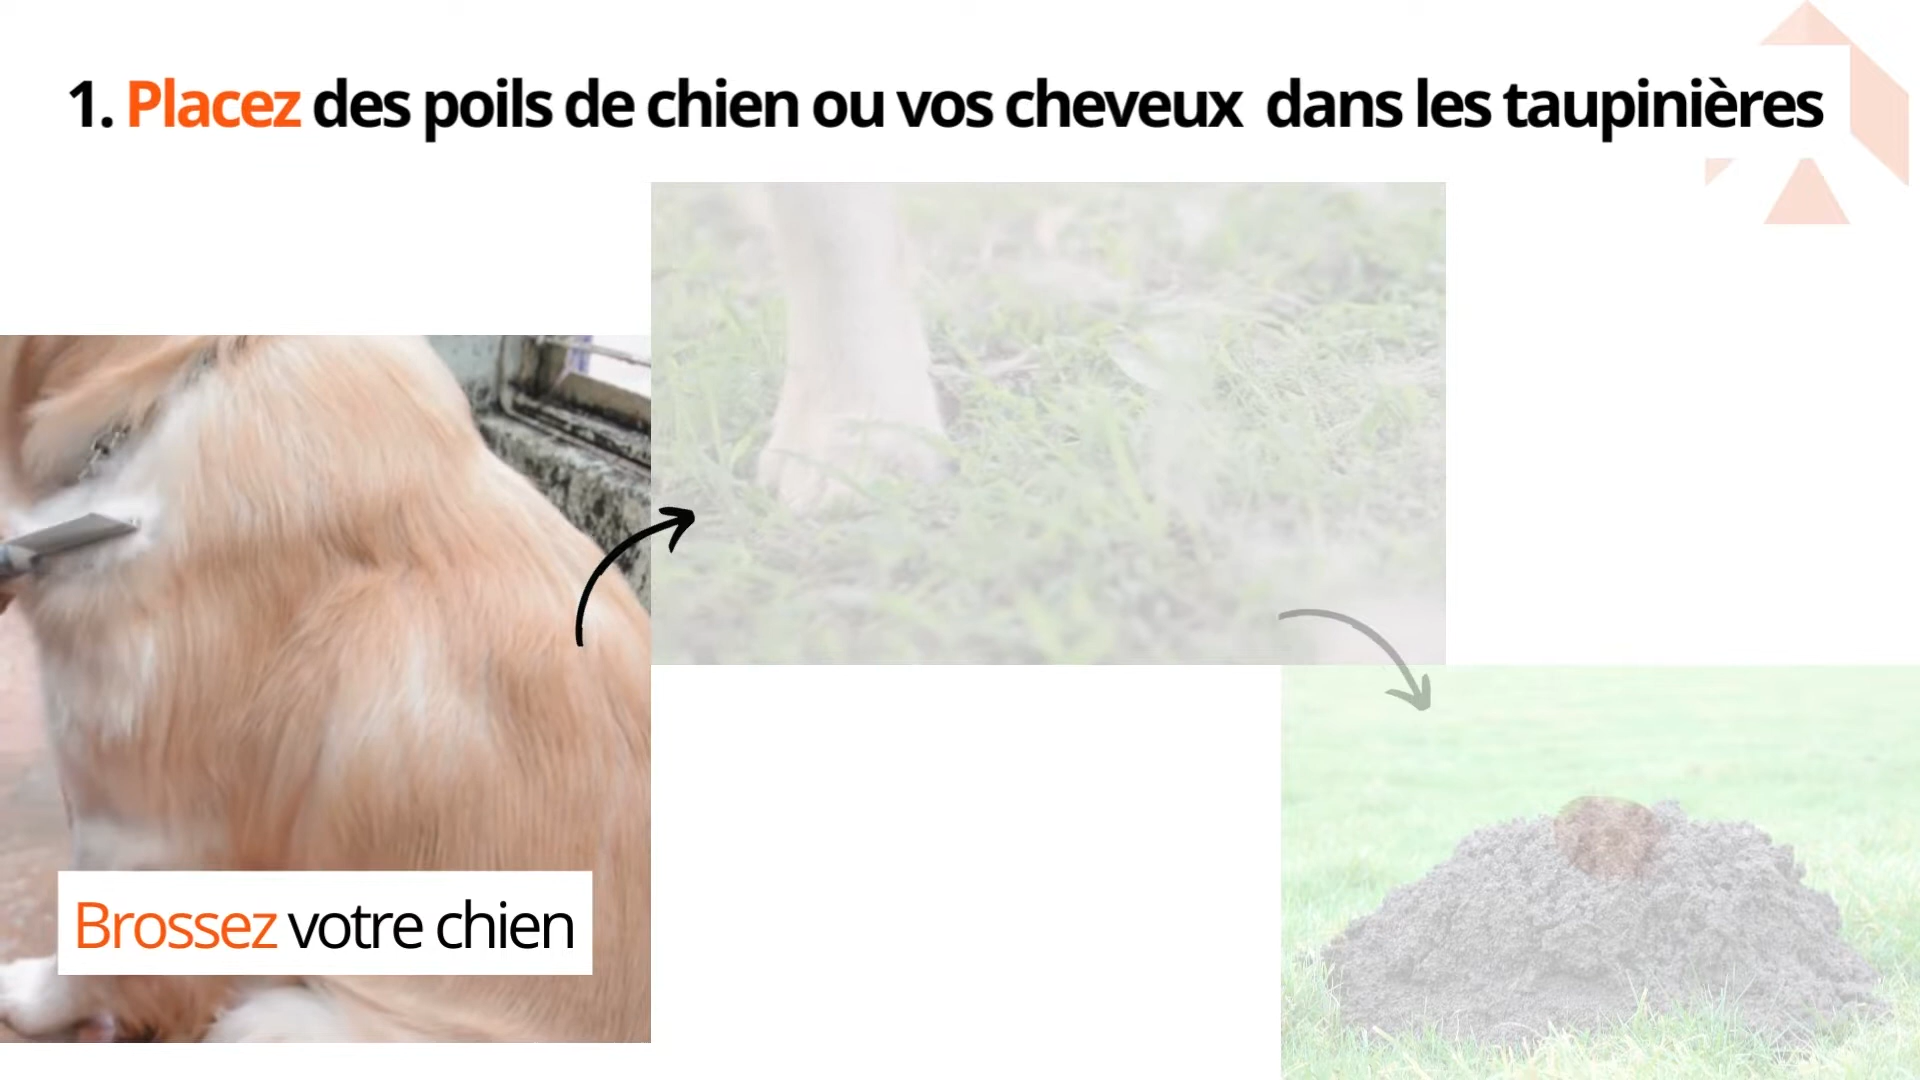 1. Placez des poils de chien ou vos cheveux dans les taupinières
Brossez votre chien